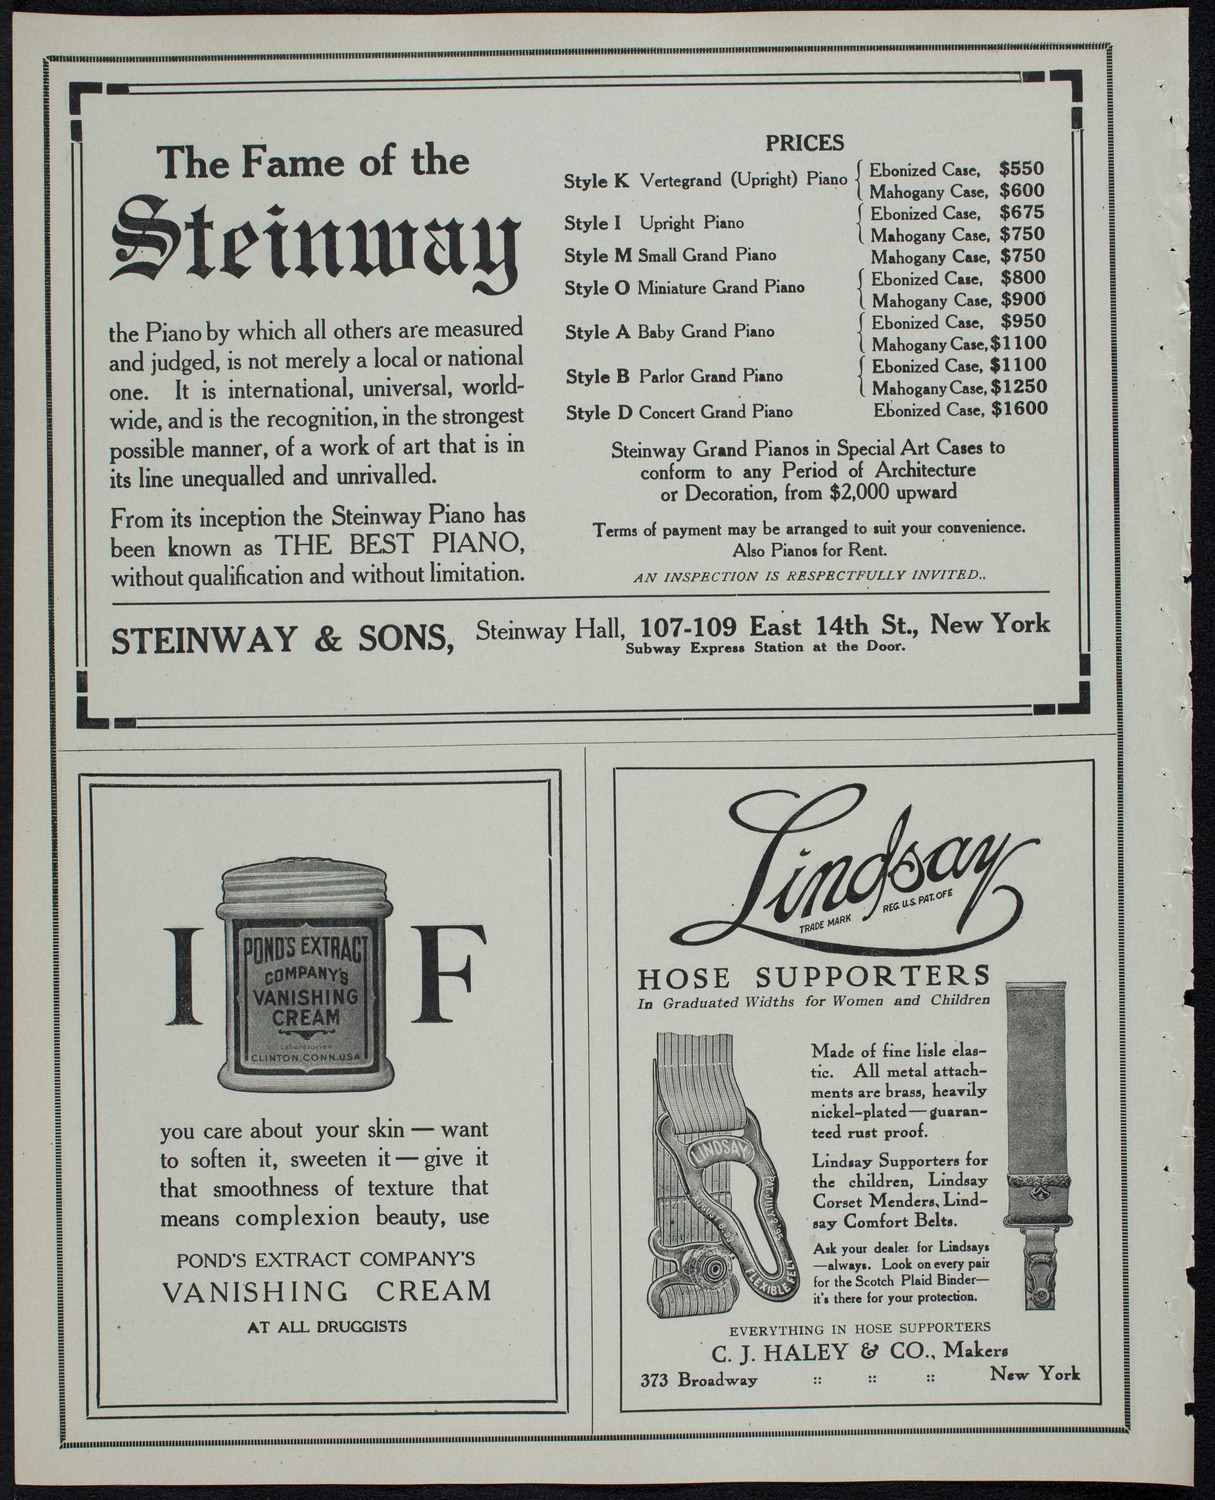 The Fame of the
Steinway
the Piano by which all others are measured
and judged, is not merely a local or national
one. It is international, universal, world-
wide, and is the recognition, in the strongest
possible manner, of a work of art that is in
its line unequalled and unrivalled.
From its inception the Steinway Piano has
been known as THE BEST PIANO,
without qualification and without limitation.
PRICES
Style K Vertegrand (Upright) Piano { Ebonized Case, $550
Mahogany Case, $600
Style I Upright Piano { Ebonized Case, $675
Mahogany Case, $750
Style M Small Grand Piano Mahogany Case, $750
Style O Miniature Grand Piano { Ebonized Case, $800
Mahogany Case, $900
Style A Baby Grand Piano { Ebonized Case, $950
Mahogany Case, $1100
Style B Parlor Grand Piano { Ebonized Case, $1100
Mahogany Case, $1250
Style D Concert Grand Piano Ebonized Case, $1600
Steinway Grand Pianos in Special Art Cases to
conform to any Period of Architecture
or Decoration, from $2,000 upward
Terms of payment may be arranged to suit your convenience.
Also Pianos for Rent.
AN INSPECTION IS RESPECTFULLY INVITED..
STEINWAY & SONS, Steinway Hall, 107-109 East 14th St., New York
Subway Express Station at the Door.
I F
POND'S EXTRACT
COMPANY'S
VANISHING
CREAM
Laboratories
CLINTON, CONN. U.S.A.
you care about your skin — want
to soften it, sweeten it — give it
that smoothness of texture that
means complexion beauty, use
POND'S EXTRACT COMPANY'S
VANISHING CREAM
AT ALL DRUGGISTS
Lindsay
TRADE MARK REG. U.S. PAT. OFF.
HOSE SUPPORTERS
In Graduated Widths for Women and Children
Made of fine lisle elas-
tic. All metal attach-
ments are brass, heavily
nickel-plated — guaran-
teed rust proof.
Lindsay Supporters for
the children, Lindsay
Corset Menders, Lind-
say Comfort Belts.
Ask your dealer for Lindsays
—always. Look on every pair
for the Scotch Plaid Binder—
it's there for your protection.
LINDSAY
FLEXIBLE FELT
EVERYTHING IN HOSE SUPPORTERS
C. J. HALEY & CO., Makers
373 Broadway :: :: :: New York